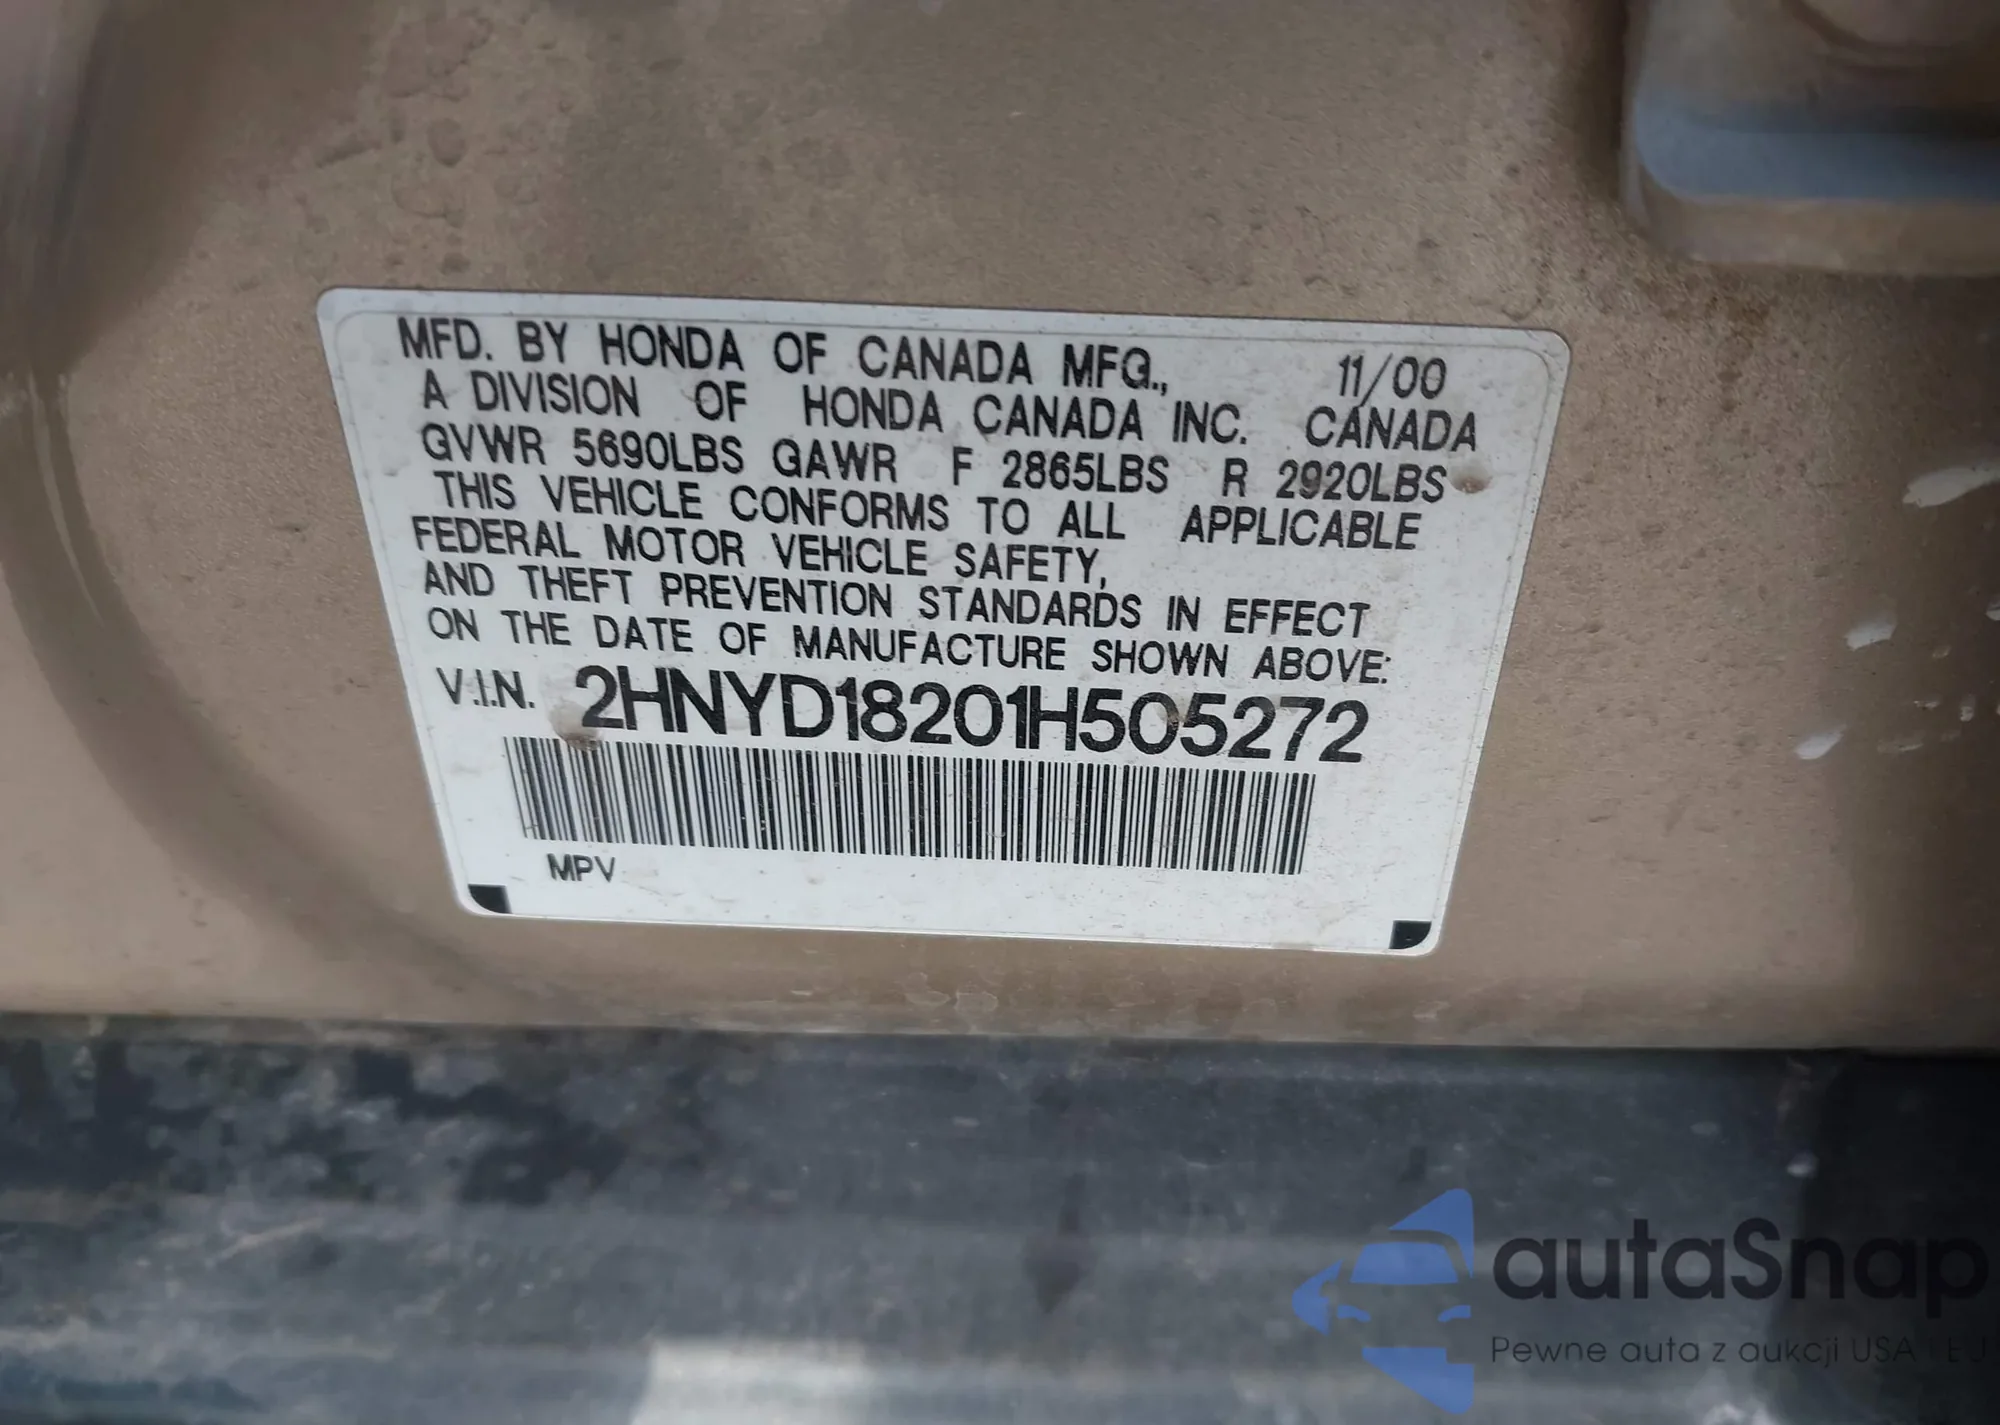 MFD. BY HONDA OF CANADA MFG., 11/00
A DIVISION OF HONDA CANADA INC. CANADA
GVWR 5690LBS GAWR F 2865LBS R 2920LBS
THIS VEHICLE CONFORMS TO ALL APPLICABLE
FEDERAL MOTOR VEHICLE SAFETY,
AND THEFT PREVENTION STANDARDS IN EFFECT
ON THE DATE OF MANUFACTURE SHOWN ABOVE:
V.I.N. 2HNYD18201H505272
MPV
autaSnap
Pewne auta z aukcji USA i EU